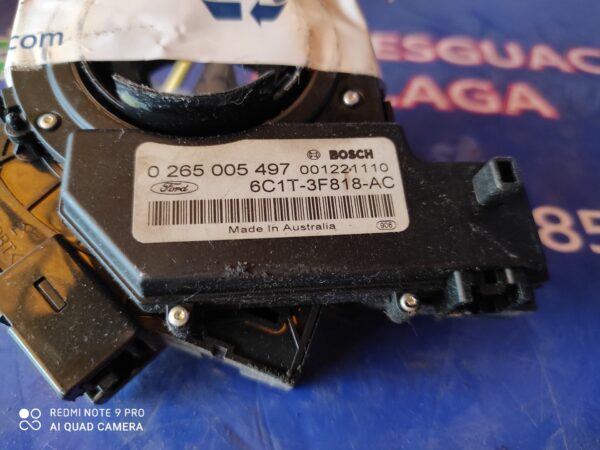 .com
ESGUAC
LAGA
BOSCH
0 265 005 497 001221110
Ford 6C1T-3F818-AC
Made In Australia
906
85
REDMI NOTE 9 PRO
AI QUAD CAMERA